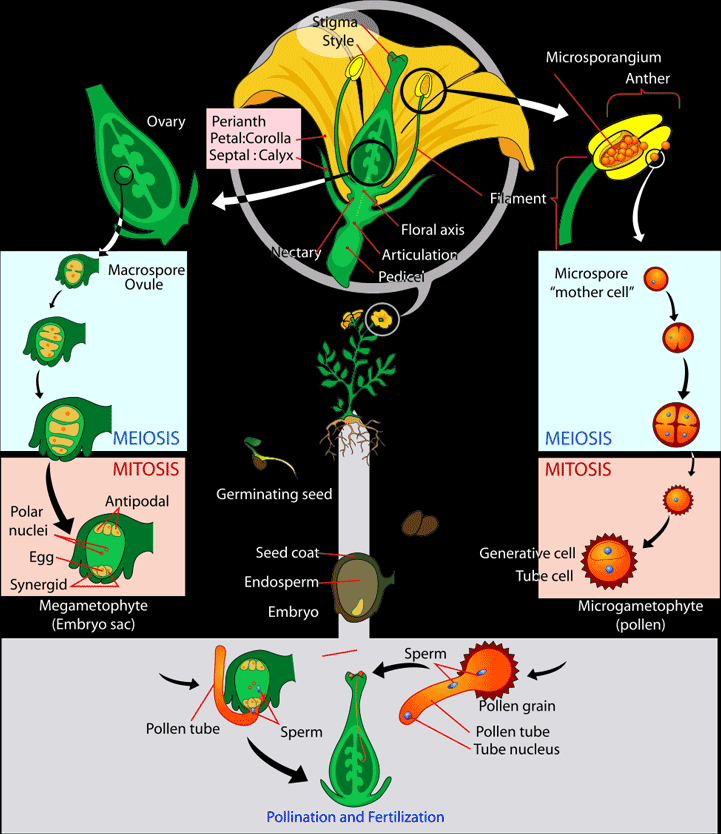 Stigma
Style
Microsporangium
Anther
Ovary
Perianth
Petal:Corolla
Septal : Calyx
Filament
Floral axis
Nectary
Articulation
Pedicel
Macrospore
Ovule
Microspore
“mother cell”
MEIOSIS
MEIOSIS
MITOSIS
MITOSIS
Germinating seed
Antipodal
Polar
nuclei
Egg
Synergid
Seed coat
Endosperm
Embryo
Generative cell
Tube cell
Megametophyte
(Embryo sac)
Microgametophyte
(pollen)
Sperm
Pollen grain
Pollen tube
Sperm
Pollen tube
Tube nucleus
Pollination and Fertilization